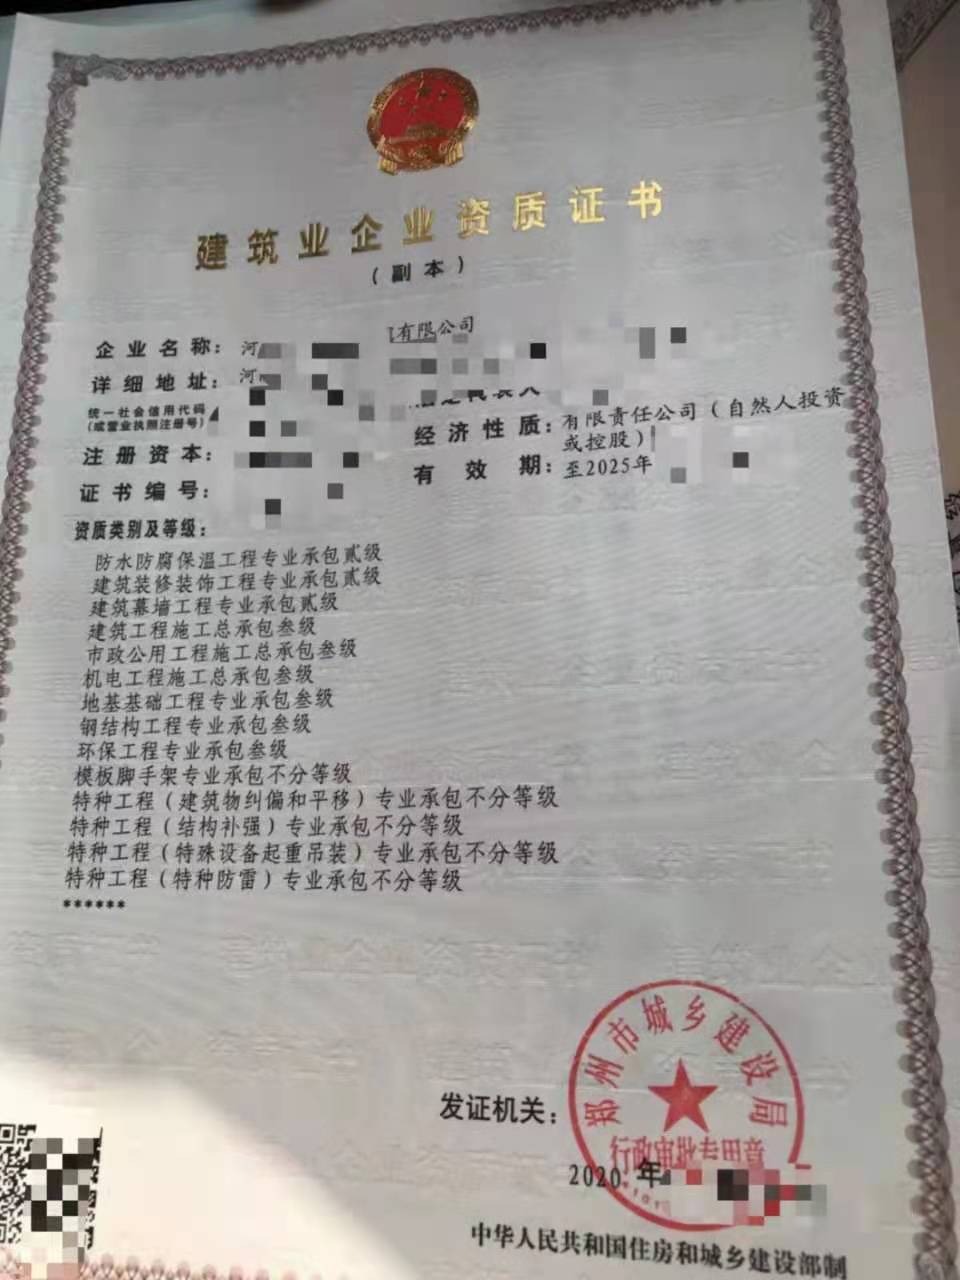 建筑业企业资质证书
（副本）
企业名称：河 有限公司
详细地址：河
统一社会信用代码
（或营业执照注册号）
经济性质：有限责任公司（自然人投资
或控股）
注册资本：
有效期：至2025年
证书编号：
资质类别及等级：
防水防腐保温工程专业承包贰级
建筑装修装饰工程专业承包贰级
建筑幕墙工程专业承包贰级
建筑工程施工总承包叁级
市政公用工程施工总承包叁级
机电工程施工总承包叁级
地基基础工程专业承包叁级
钢结构工程专业承包叁级
环保工程专业承包叁级
模板脚手架专业承包不分等级
特种工程（建筑物纠偏和平移）专业承包不分等级
特种工程（结构补强）专业承包不分等级
特种工程（特殊设备起重吊装）专业承包不分等级
特种工程（特种防雷）专业承包不分等级
******
郑州市城乡建设局
发证机关：
行政审批专用章
2020年
中华人民共和国住房和城乡建设部制